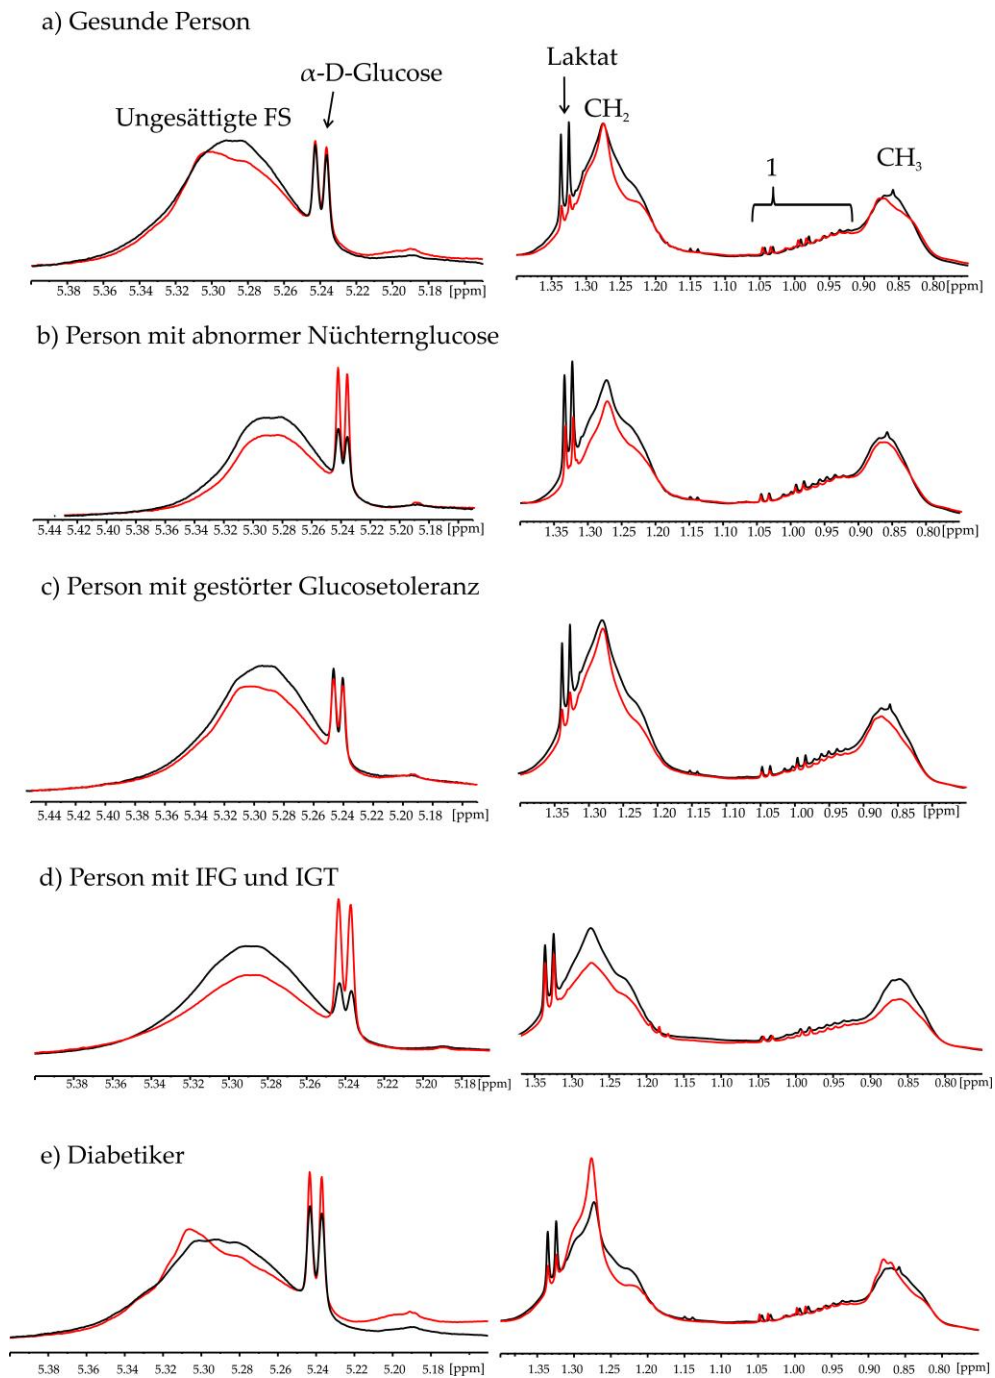 a) Gesunde Person
Laktat
α-D-Glucose
CH₂
Ungesättigte FS
1
CH₃
5.38 5.36 5.34 5.32 5.30 5.28 5.26 5.24 5.22 5.20 5.18 [ppm]
1.35 1.30 1.25 1.20 1.15 1.10 1.05 1.00 0.95 0.90 0.85 0.80 [ppm]
b) Person mit abnormer Nüchternglucose
5.44 5.42 5.40 5.38 5.36 5.34 5.32 5.30 5.28 5.26 5.24 5.22 5.20 5.18 [ppm]
1.35 1.30 1.25 1.20 1.15 1.10 1.05 1.00 0.95 0.90 0.85 0.80 [ppm]
c) Person mit gestörter Glucosetoleranz
5.44 5.42 5.40 5.38 5.36 5.34 5.32 5.30 5.28 5.26 5.24 5.22 5.20 5.18 [ppm]
1.35 1.30 1.25 1.20 1.15 1.10 1.05 1.00 0.95 0.90 0.85 [ppm]
d) Person mit IFG und IGT
5.38 5.36 5.34 5.32 5.30 5.28 5.26 5.24 5.22 5.20 5.18 [ppm]
1.35 1.30 1.25 1.20 1.15 1.10 1.05 1.00 0.95 0.90 0.85 0.80 [ppm]
e) Diabetiker
5.38 5.36 5.34 5.32 5.30 5.28 5.26 5.24 5.22 5.20 5.18 [ppm]
1.35 1.30 1.25 1.20 1.15 1.10 1.05 1.00 0.95 0.90 0.85 0.80 [ppm]